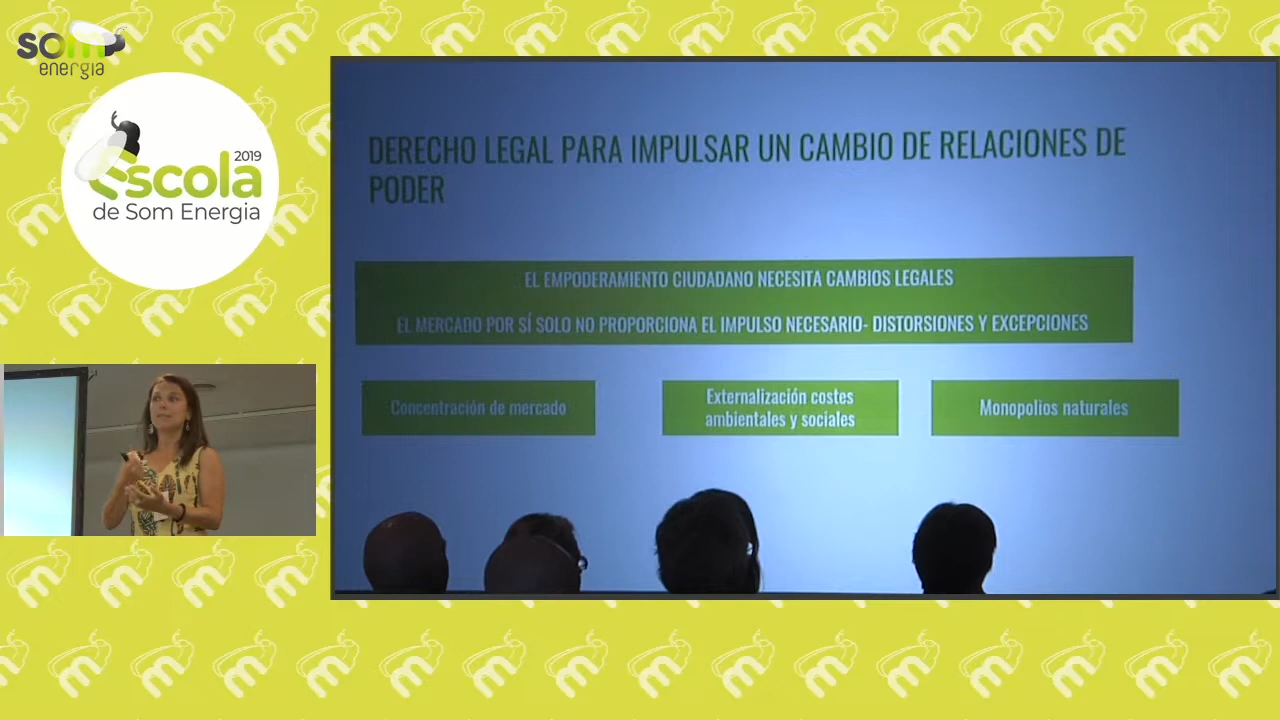 som
energia
Escola
2019
de Som Energia
DERECHO LEGAL PARA IMPULSAR UN CAMBIO DE RELACIONES DE
PODER
EL EMPODERAMIENTO CIUDADANO NECESITA CAMBIOS LEGALES
EL MERCADO POR SÍ SOLO NO PROPORCIONA EL IMPULSO NECESARIO- DISTORSIONES Y EXCEPCIONES
Concentración de mercado
Externalización costes
ambientales y sociales
Monopolios naturales